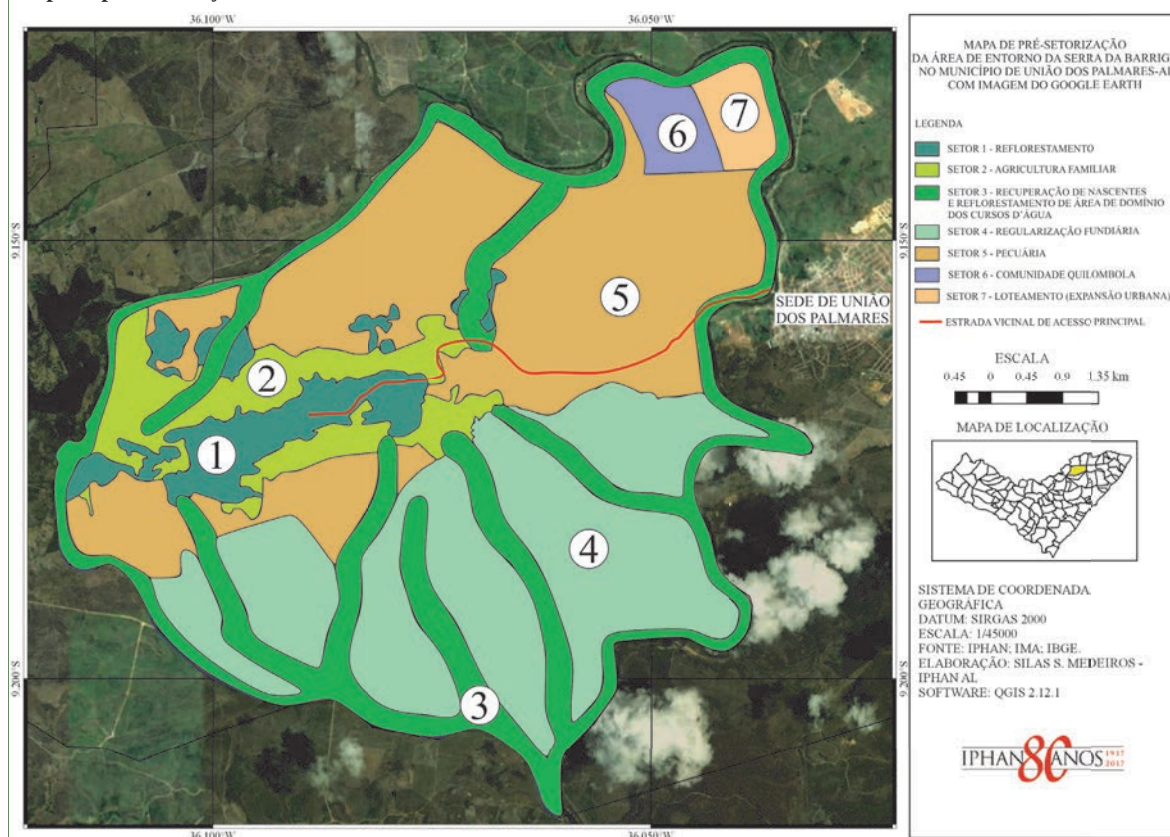 36.100°W
36.050°W
9.150°S
9.150°S
9.200°S
9.200°S
36.100°W
36.050°W
6
7
5
2
1
4
3
SEDE DE UNIÃO
DOS PALMARES
MAPA DE PRÉ-SETORIZAÇÃO
DA ÁREA DE ENTORNO DA SERRA DA BARRIG
NO MUNICÍPIO DE UNIÃO DOS PALMARES-AL
COM IMAGEM DO GOOGLE EARTH
LEGENDA
SETOR 1 - REFLORESTAMENTO
SETOR 2 - AGRICULTURA FAMILIAR
SETOR 3 - RECUPERAÇÃO DE NASCENTES
E REFLORESTAMENTO DE ÁREA DE DOMÍNIO
DOS CURSOS D'ÁGUA
SETOR 4 - REGULARIZAÇÃO FUNDIÁRIA
SETOR 5 - PECUÁRIA
SETOR 6 - COMUNIDADE QUILOMBOLA
SETOR 7 - LOTEAMENTO (EXPANSÃO URBANA)
ESTRADA VICINAL DE ACESSO PRINCIPAL
ESCALA
0.45 0 0.45 0.9 1.35 km
MAPA DE LOCALIZAÇÃO
SISTEMA DE COORDENADA
GEOGRÁFICA
DATUM: SIRGAS 2000
ESCALA: 1/45000
FONTE: IPHAN; IMA; IBGE.
ELABORAÇÃO: SILAS S. MEDEIROS -
IPHAN AL
SOFTWARE: QGIS 2.12.1
IPHAN 80 ANOS 1937
2017